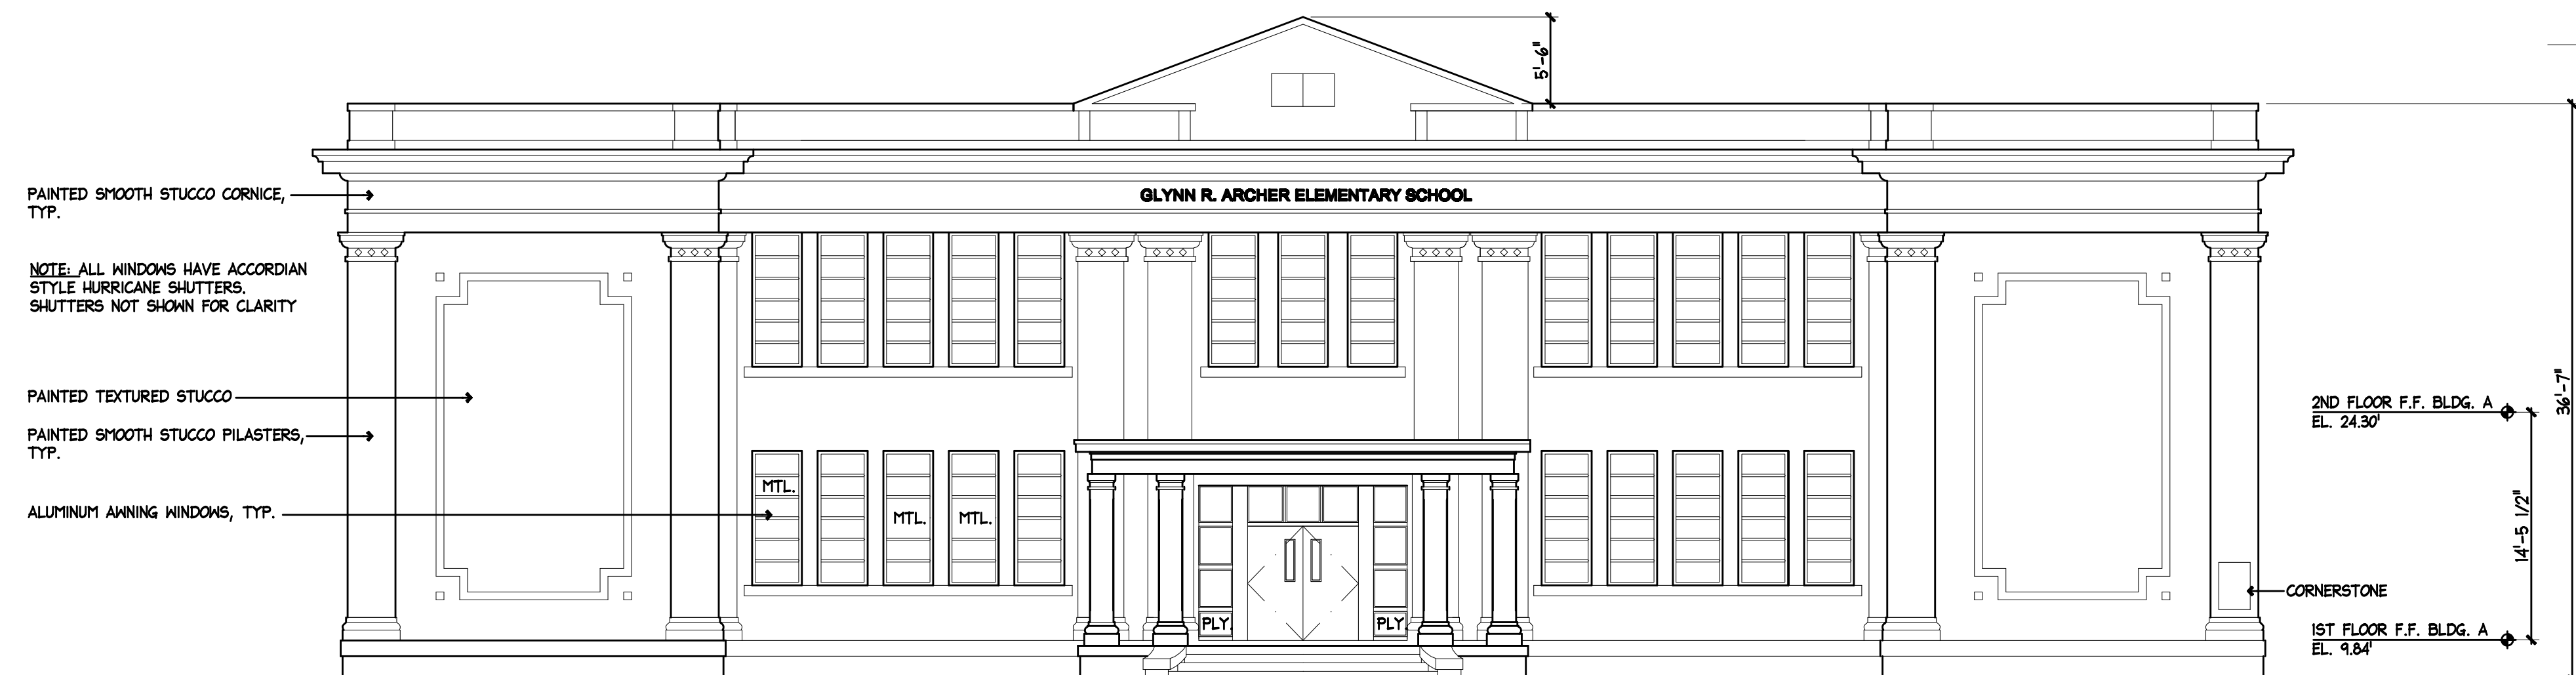 5'-6"
PAINTED SMOOTH STUCCO CORNICE,
TYP.
GLYNN R. ARCHER ELEMENTARY SCHOOL
NOTE: ALL WINDOWS HAVE ACCORDIAN
STYLE HURRICANE SHUTTERS.
SHUTTERS NOT SHOWN FOR CLARITY
PAINTED TEXTURED STUCCO
36'-7"
2ND FLOOR F.F. BLDG. A
EL. 24.30'
PAINTED SMOOTH STUCCO PILASTERS,
TYP.
MTL.
ALUMINUM AWNING WINDOWS, TYP.
MTL.
MTL.
14'-5 1/2"
CORNERSTONE
PLY.
PLY.
1ST FLOOR F.F. BLDG. A
EL. 9.84'